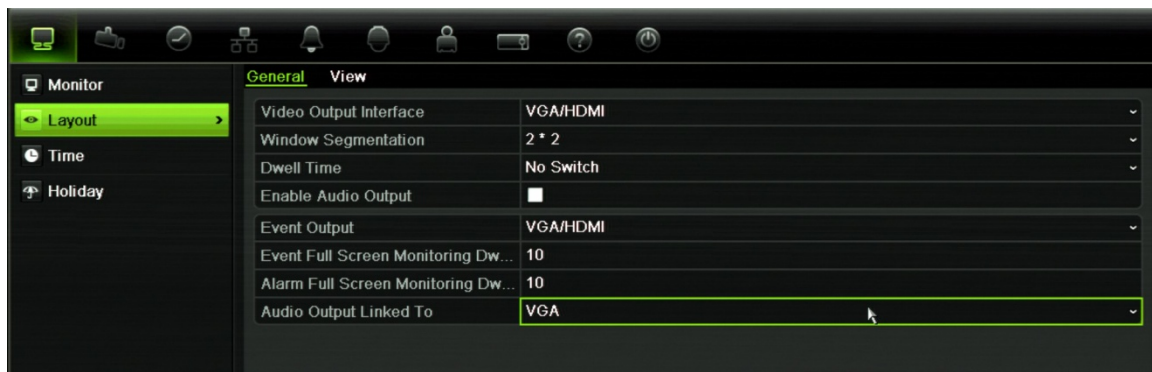 Monitor
Layout
Time
Holiday
General View
Video Output Interface VGA/HDMI
Window Segmentation 2 * 2
Dwell Time No Switch
Enable Audio Output
Event Output VGA/HDMI
Event Full Screen Monitoring Dw... 10
Alarm Full Screen Monitoring Dw... 10
Audio Output Linked To VGA